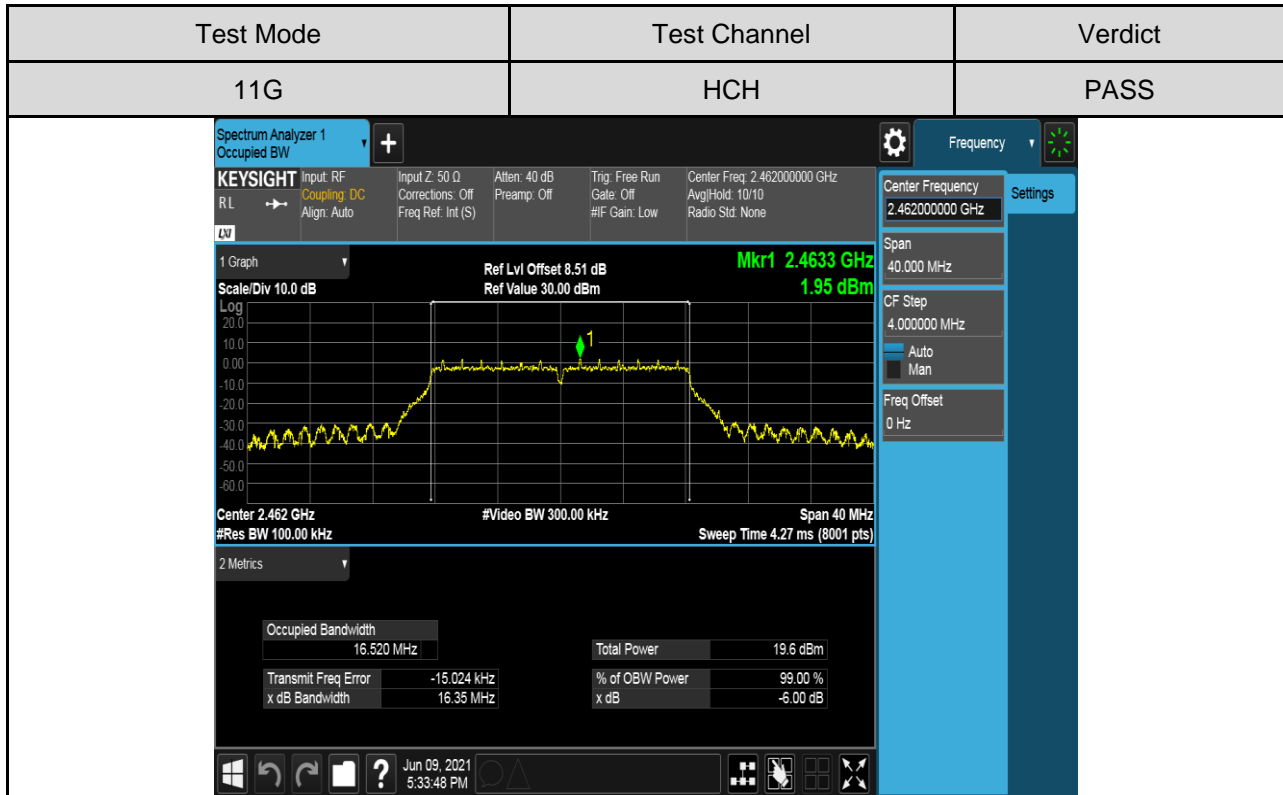 Test Mode Test Channel Verdict
11G HCH PASS
Spectrum Analyzer 1
Occupied BW
+
Frequency
KEYSIGHT Input: RF Input Z: 50 Ω Atten: 40 dB Trig: Free Run Center Freq: 2.462000000 GHz
RL Coupling: DC Corrections: Off Preamp: Off Gate: Off Avg|Hold: 10/10
Align: Auto Freq Ref: Int (S) #IF Gain: Low Radio Std: None
LXI
Center Frequency
2.462000000 GHz
Settings
Span
40.000 MHz
CF Step
4.000000 MHz
Auto
Man
Freq Offset
0 Hz
1 Graph Ref Lvl Offset 8.51 dB Mkr1 2.4633 GHz
Scale/Div 10.0 dB Ref Value 30.00 dBm 1.95 dBm
Log
20.0
10.0
1
0.00
-10.0
-20.0
-30.0
-40.0
-50.0
-60.0
Center 2.462 GHz #Video BW 300.00 kHz Span 40 MHz
#Res BW 100.00 kHz Sweep Time 4.27 ms (8001 pts)
2 Metrics
Occupied Bandwidth
16.520 MHz Total Power 19.6 dBm
Transmit Freq Error -15.024 kHz % of OBW Power 99.00 %
x dB Bandwidth 16.35 MHz x dB -6.00 dB
? Jun 09, 2021
5:33:48 PM